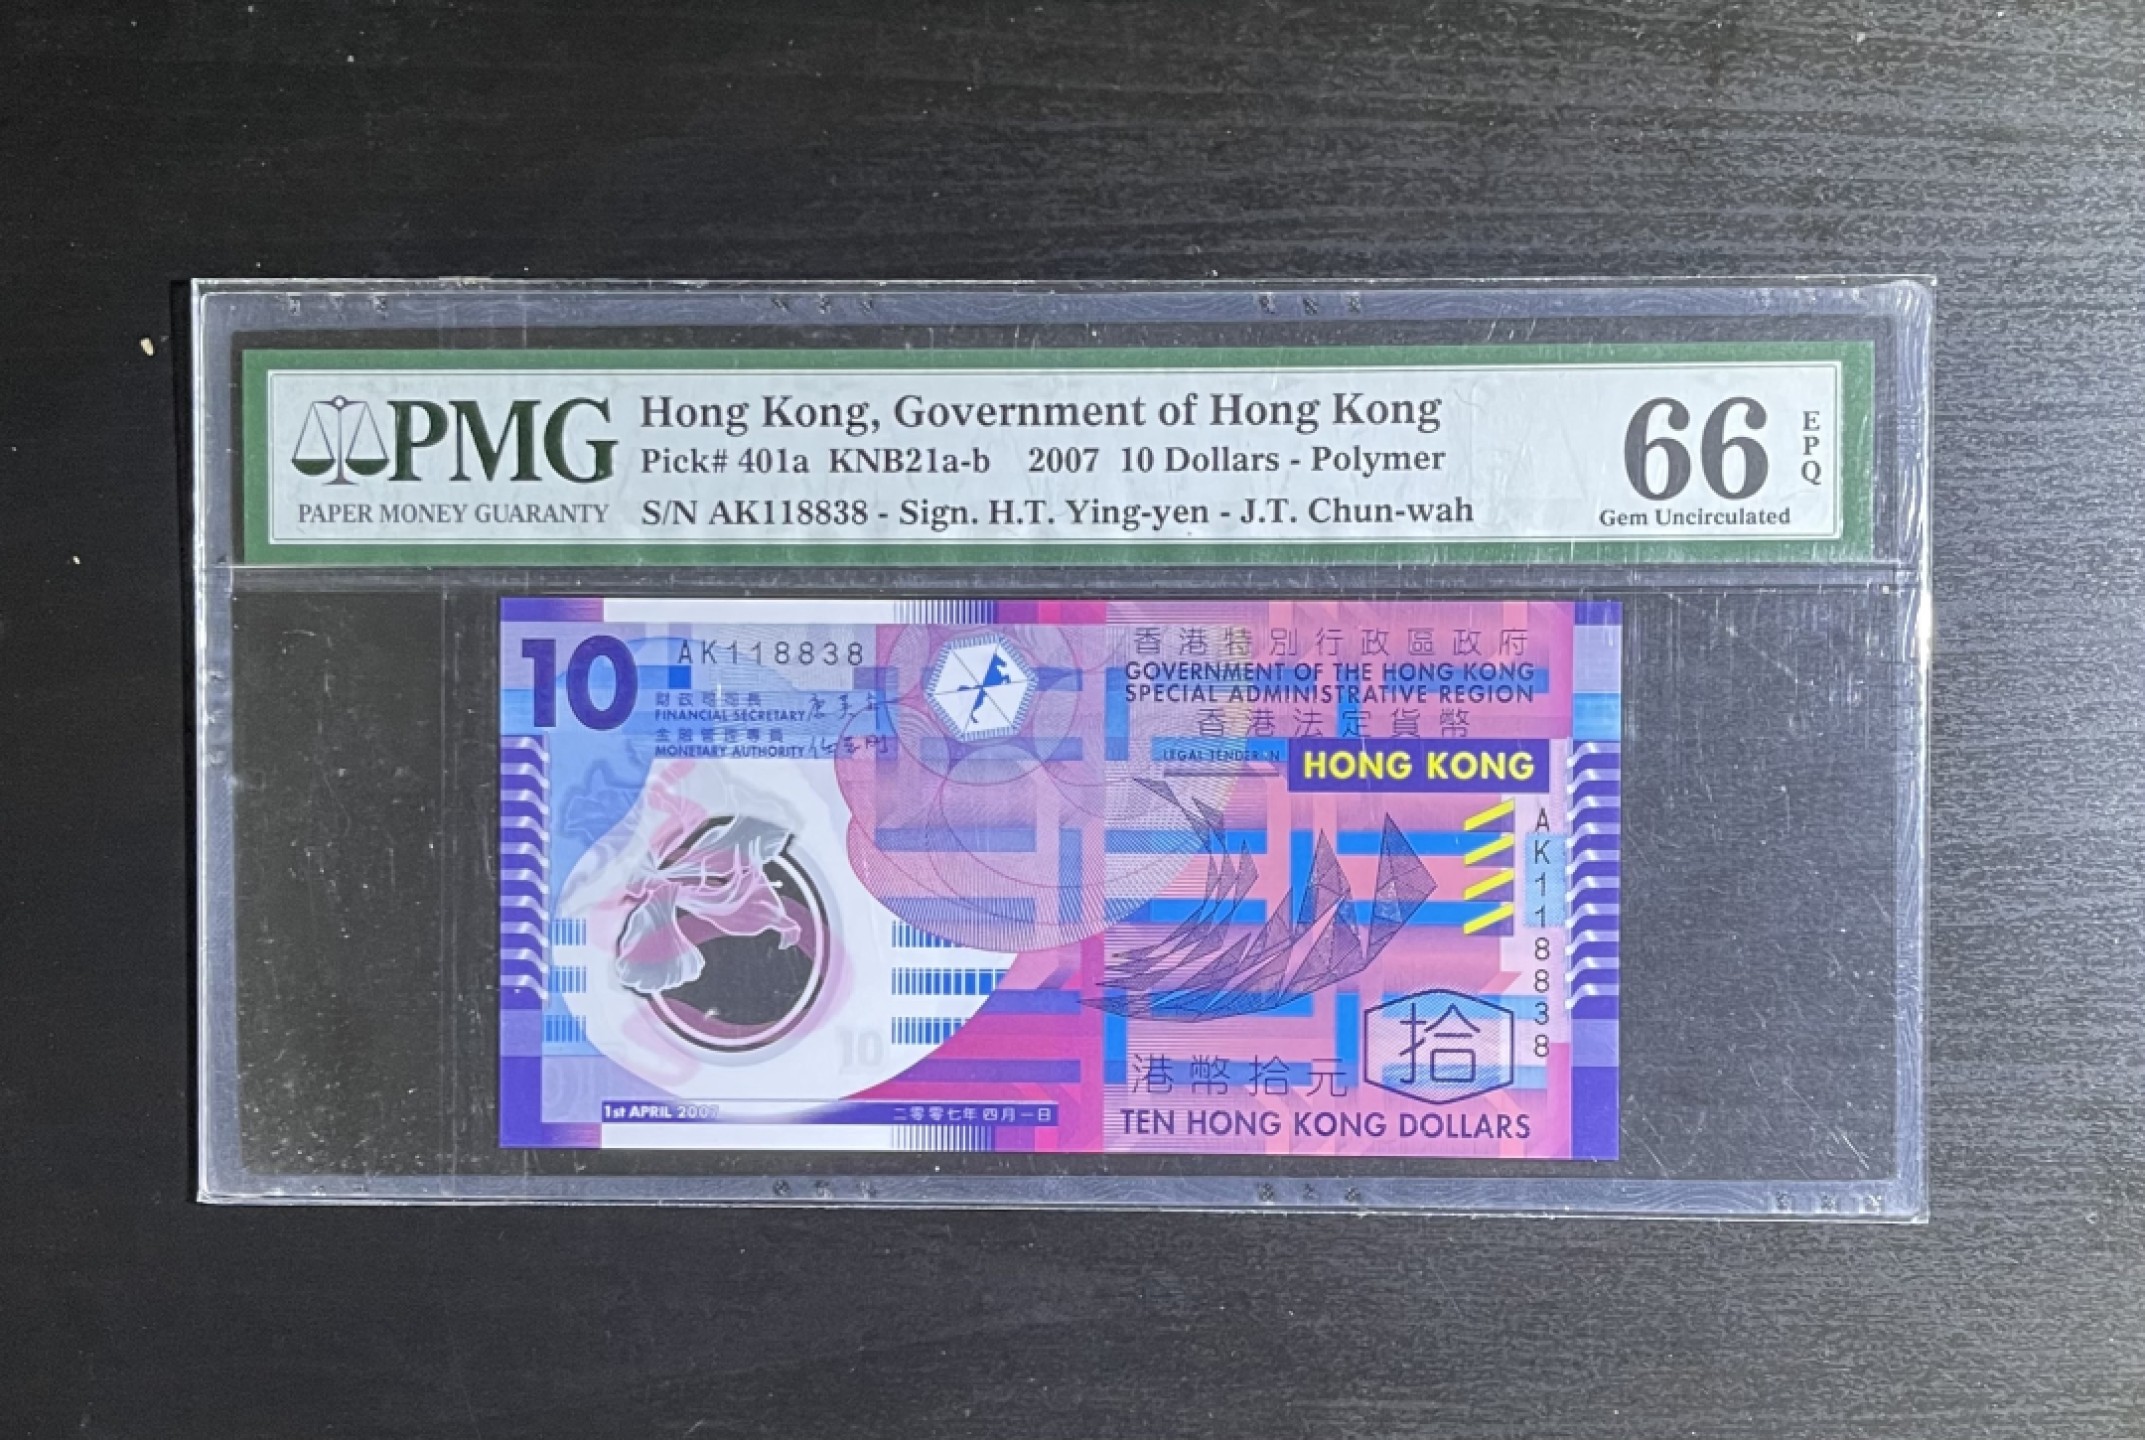 PMG
PAPER MONEY GUARANTY
Hong Kong, Government of Hong Kong
Pick# 401a KNB21a-b 2007 10 Dollars - Polymer
S/N AK118838 - Sign. H.T. Ying-yen - J.T. Chun-wah
66
EPQ
Gem Uncirculated
10
AK118838
財政司司長
FINANCIAL SECRETARY
金融管理專員
MONETARY AUTHORITY
香港特別行政區政府
GOVERNMENT OF THE HONG KONG
SPECIAL ADMINISTRATIVE REGION
香港法定貨幣
LEGAL TENDER IN
HONG KONG
AK118838
10
拾
港幣拾元
TEN HONG KONG DOLLARS
1st APRIL 2007
二零零七年四月一日